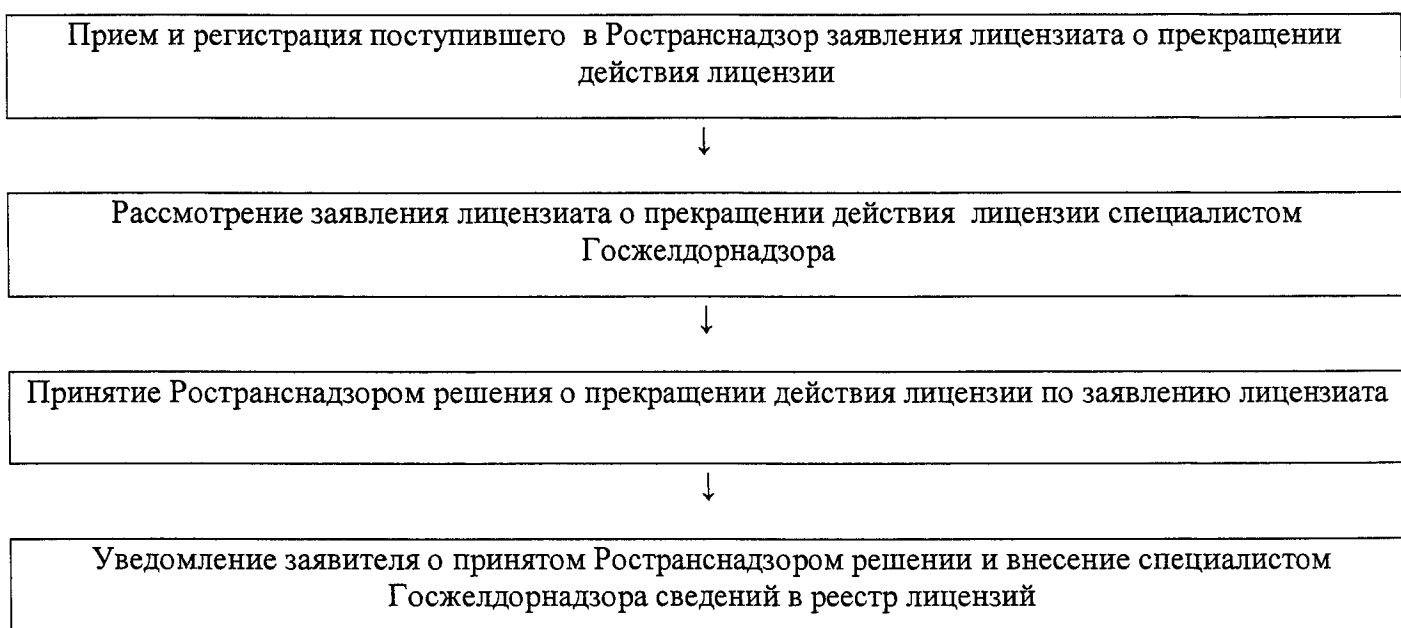 Прием и регистрация поступившего в Ространснадзор заявления лицензиата о прекращении
действия лицензии
↓
Рассмотрение заявления лицензиата о прекращении действия лицензии специалистом
Госжелдорнадзора
↓
Принятие Ространснадзором решения о прекращении действия лицензии по заявлению лицензиата
↓
Уведомление заявителя о принятом Ространснадзором решении и внесение специалистом
Госжелдорнадзора сведений в реестр лицензий